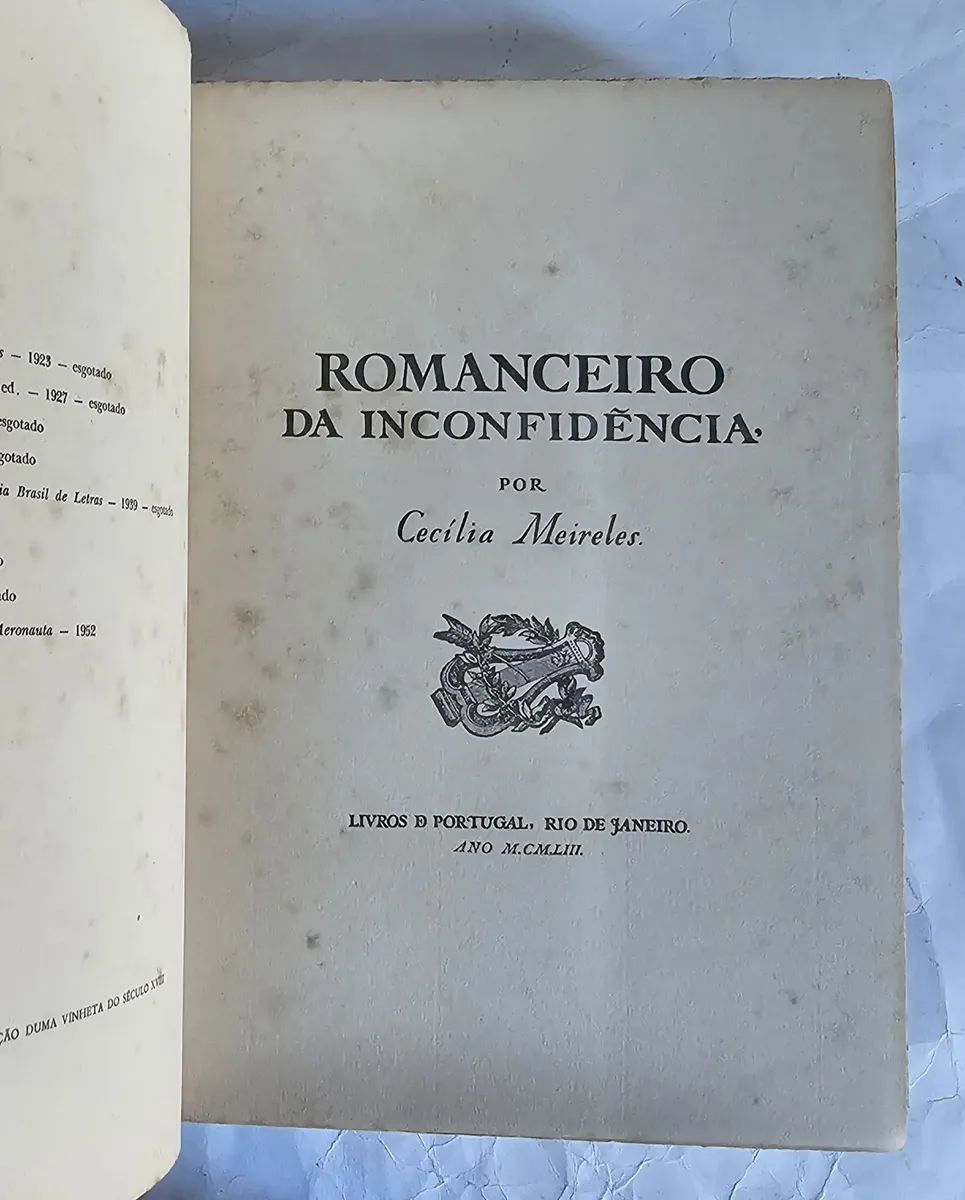 s — 1923 — esgotado
ed. — 1927 — esgotado
esgotado
gotado
ia Brasil de Letras — 1939 — esgotado
o
ado
Aeronauta — 1952
ÇÃO DUMA VINHETA DO SÉCULO XVIII
ROMANCEIRO
DA INCONFIDẼNCIA,
POR
Cecília Meireles.
LIVROS D PORTUGAL, RIO DE JANEIRO.
ANO M.CM.LIII.